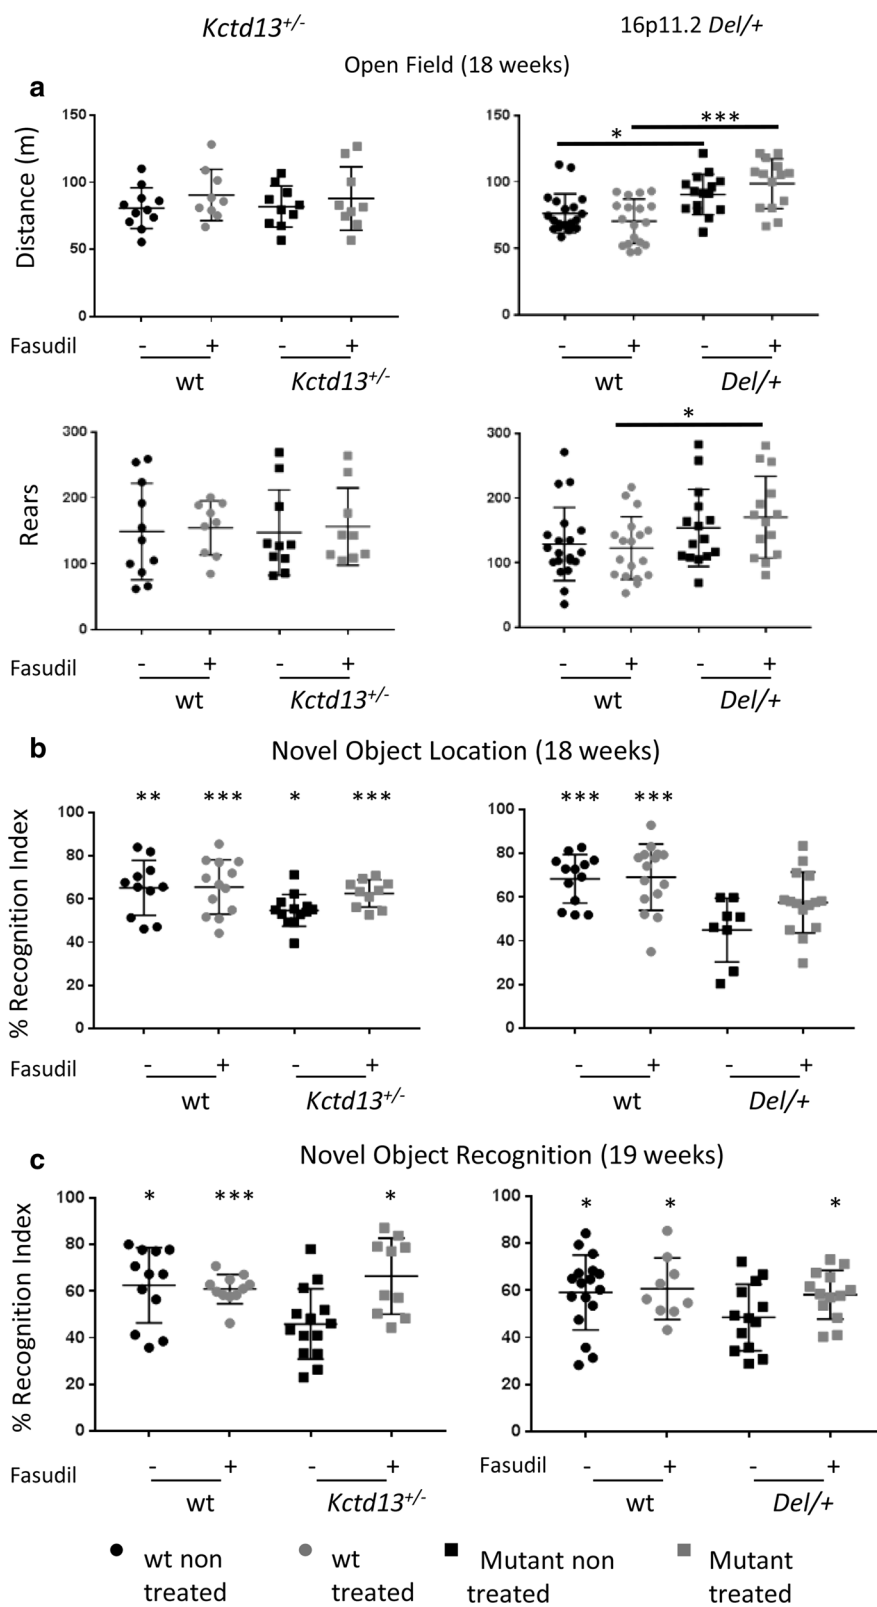 Kctd13+/- 16p11.2 Del/+
Open Field (18 weeks)
a
Distance (m)
150 150
* ***
100 100
50 50
0 0
Fasudil - + - + - + - +
wt Kctd13+/- wt Del/+
Rears
300 300
*
200 200
100 100
0 0
Fasudil - + - + - + - +
wt Kctd13+/- wt Del/+
b
Novel Object Location (18 weeks)
% Recognition Index
** *** * *** *** ***
100 100
80 80
60 60
40 40
20 20
0 0
Fasudil - + - + - + - +
wt Kctd13+/- wt Del/+
c
Novel Object Recognition (19 weeks)
% Recognition Index
* *** * * * *
100 100
80 80
60 60
40 40
20 20
0 0
Fasudil - + - + Fasudil - + - +
wt Kctd13+/- wt Del/+
wt non treated
wt treated
Mutant non treated
Mutant treated